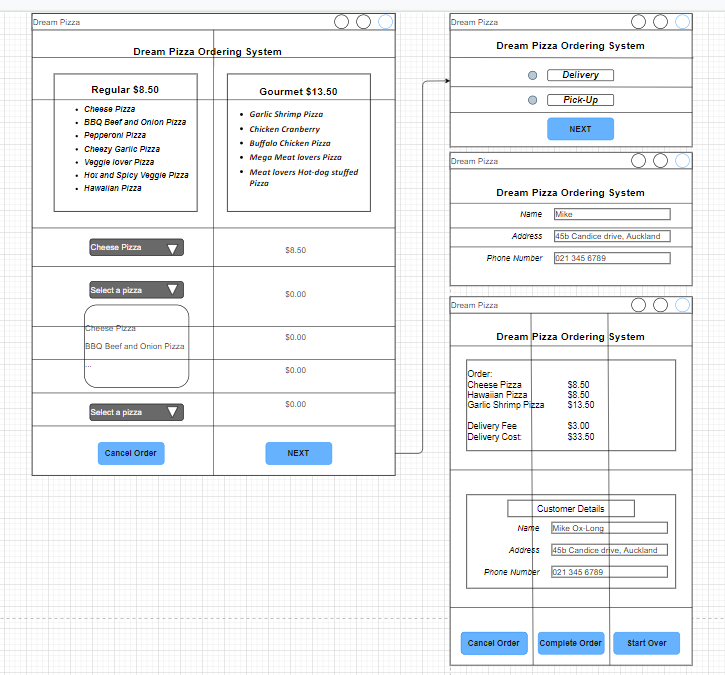 Dream Pizza
Dream Pizza Ordering System
Regular $8.50
Cheese Pizza
BBQ Beef and Onion Pizza
Pepperoni Pizza
Cheezy Garlic Pizza
Veggie lover Pizza
Hot and Spicy Veggie Pizza
Hawaiian Pizza
Gourmet $13.50
Garlic Shrimp Pizza
Chicken Cranberry
Buffalo Chicken Pizza
Mega Meat lovers Pizza
Meat lovers Hot-dog stuffed
Pizza
Cheese Pizza
$8.50
Select a pizza
$0.00
Cheese Pizza
$0.00
BBQ Beef and Onion Pizza
...
$0.00
Select a pizza
$0.00
Cancel Order
NEXT
Dream Pizza
Dream Pizza Ordering System
Delivery
Pick-Up
NEXT
Dream Pizza
Dream Pizza Ordering System
Name Mike
Address 45b Candice drive, Auckland
Phone Number 021 345 6789
Dream Pizza
Dream Pizza Ordering System
Order:
Cheese Pizza $8.50
Hawaiian Pizza $8.50
Garlic Shrimp Pizza $13.50
Delivery Fee $3.00
Delivery Cost: $33.50
Customer Details
Name Mike Ox-Long
Address 45b Candice drive, Auckland
Phone Number 021 345 6789
Cancel Order
Complete Order
Start Over